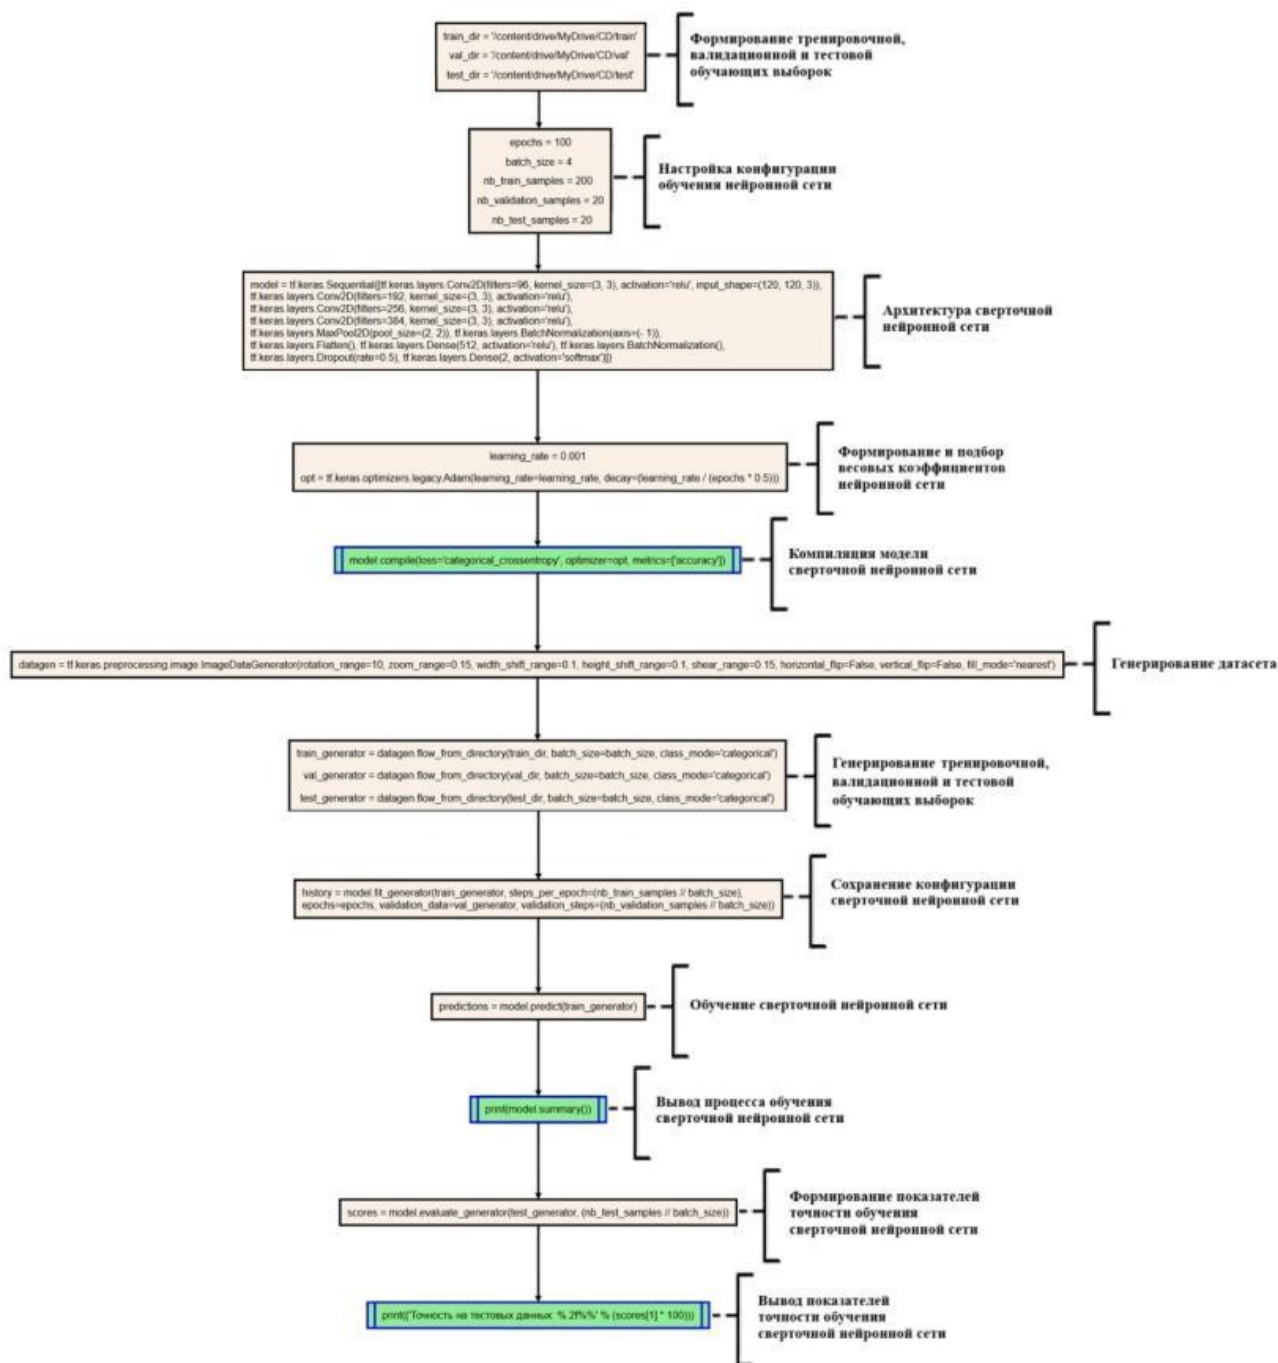 train_dir = '/content/drive/MyDrive/CD/train'
val_dir = '/content/drive/MyDrive/CD/val'
test_dir = '/content/drive/MyDrive/CD/test'
Формирование тренировочной,
валидационной и тестовой
обучающих выборок
epochs = 100
batch_size = 4
nb_train_samples = 200
nb_validation_samples = 20
nb_test_samples = 20
Настройка конфигурации
обучения нейронной сети
model = tf.keras.Sequential([tf.keras.layers.Conv2D(filters=96, kernel_size=(3, 3), activation='relu', input_shape=(120, 120, 3)),
tf.keras.layers.Conv2D(filters=192, kernel_size=(3, 3), activation='relu'),
tf.keras.layers.Conv2D(filters=256, kernel_size=(3, 3), activation='relu'),
tf.keras.layers.Conv2D(filters=384, kernel_size=(3, 3), activation='relu'),
tf.keras.layers.MaxPool2D(pool_size=(2, 2)), tf.keras.layers.BatchNormalization(axis=(- 1)),
tf.keras.layers.Flatten(), tf.keras.layers.Dense(512, activation='relu'), tf.keras.layers.BatchNormalization(),
tf.keras.layers.Dropout(rate=0.5), tf.keras.layers.Dense(2, activation='softmax')])
Архитектура сверточной
нейронной сети
learning_rate = 0.001
opt = tf.keras.optimizers.legacy.Adam(learning_rate=learning_rate, decay=(learning_rate / (epochs * 0.5)))
Формирование и подбор
весовых коэффициентов
нейронной сети
model.compile(loss='categorical_crossentropy', optimizer=opt, metrics=['accuracy'])
Компиляция модели
сверточной нейронной сети
datagen = tf.keras.preprocessing.image.ImageDataGenerator(rotation_range=10, zoom_range=0.15, width_shift_range=0.1, height_shift_range=0.1, shear_range=0.15, horizontal_flip=False, vertical_flip=False, fill_mode='nearest')
Генерирование датасета
train_generator = datagen.flow_from_directory(train_dir, batch_size=batch_size, class_mode='categorical')
val_generator = datagen.flow_from_directory(val_dir, batch_size=batch_size, class_mode='categorical')
test_generator = datagen.flow_from_directory(test_dir, batch_size=batch_size, class_mode='categorical')
Генерирование тренировочной,
валидационной и тестовой
обучающих выборок
history = model.fit_generator(train_generator, steps_per_epoch=(nb_train_samples // batch_size),
epochs=epochs, validation_data=val_generator, validation_steps=(nb_validation_samples // batch_size))
Сохранение конфигурации
сверточной нейронной сети
predictions = model.predict(train_generator)
Обучение сверточной нейронной сети
print(model.summary())
Вывод процесса обучения
сверточной нейронной сети
scores = model.evaluate_generator(test_generator, (nb_test_samples // batch_size))
Формирование показателей
точности обучения
сверточной нейронной сети
print(('Точность на тестовых данных: %.2f%%' % (scores[1] * 100)))
Вывод показателей
точности обучения
сверточной нейронной сети